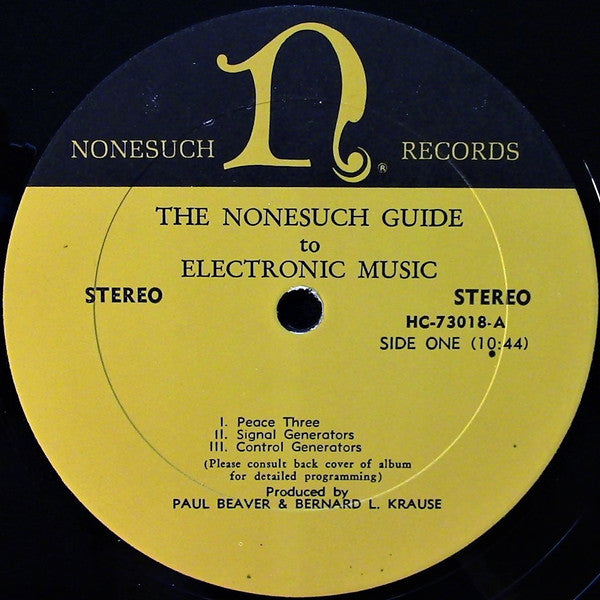 NONESUCH n ® RECORDS
THE NONESUCH GUIDE
to
ELECTRONIC MUSIC
STEREO STEREO
HC-73018-A
SIDE ONE (10:44)
I. Peace Three
II. Signal Generators
III. Control Generators
(Please consult back cover of album
for detailed programming)
Produced by
PAUL BEAVER & BERNARD L. KRAUSE